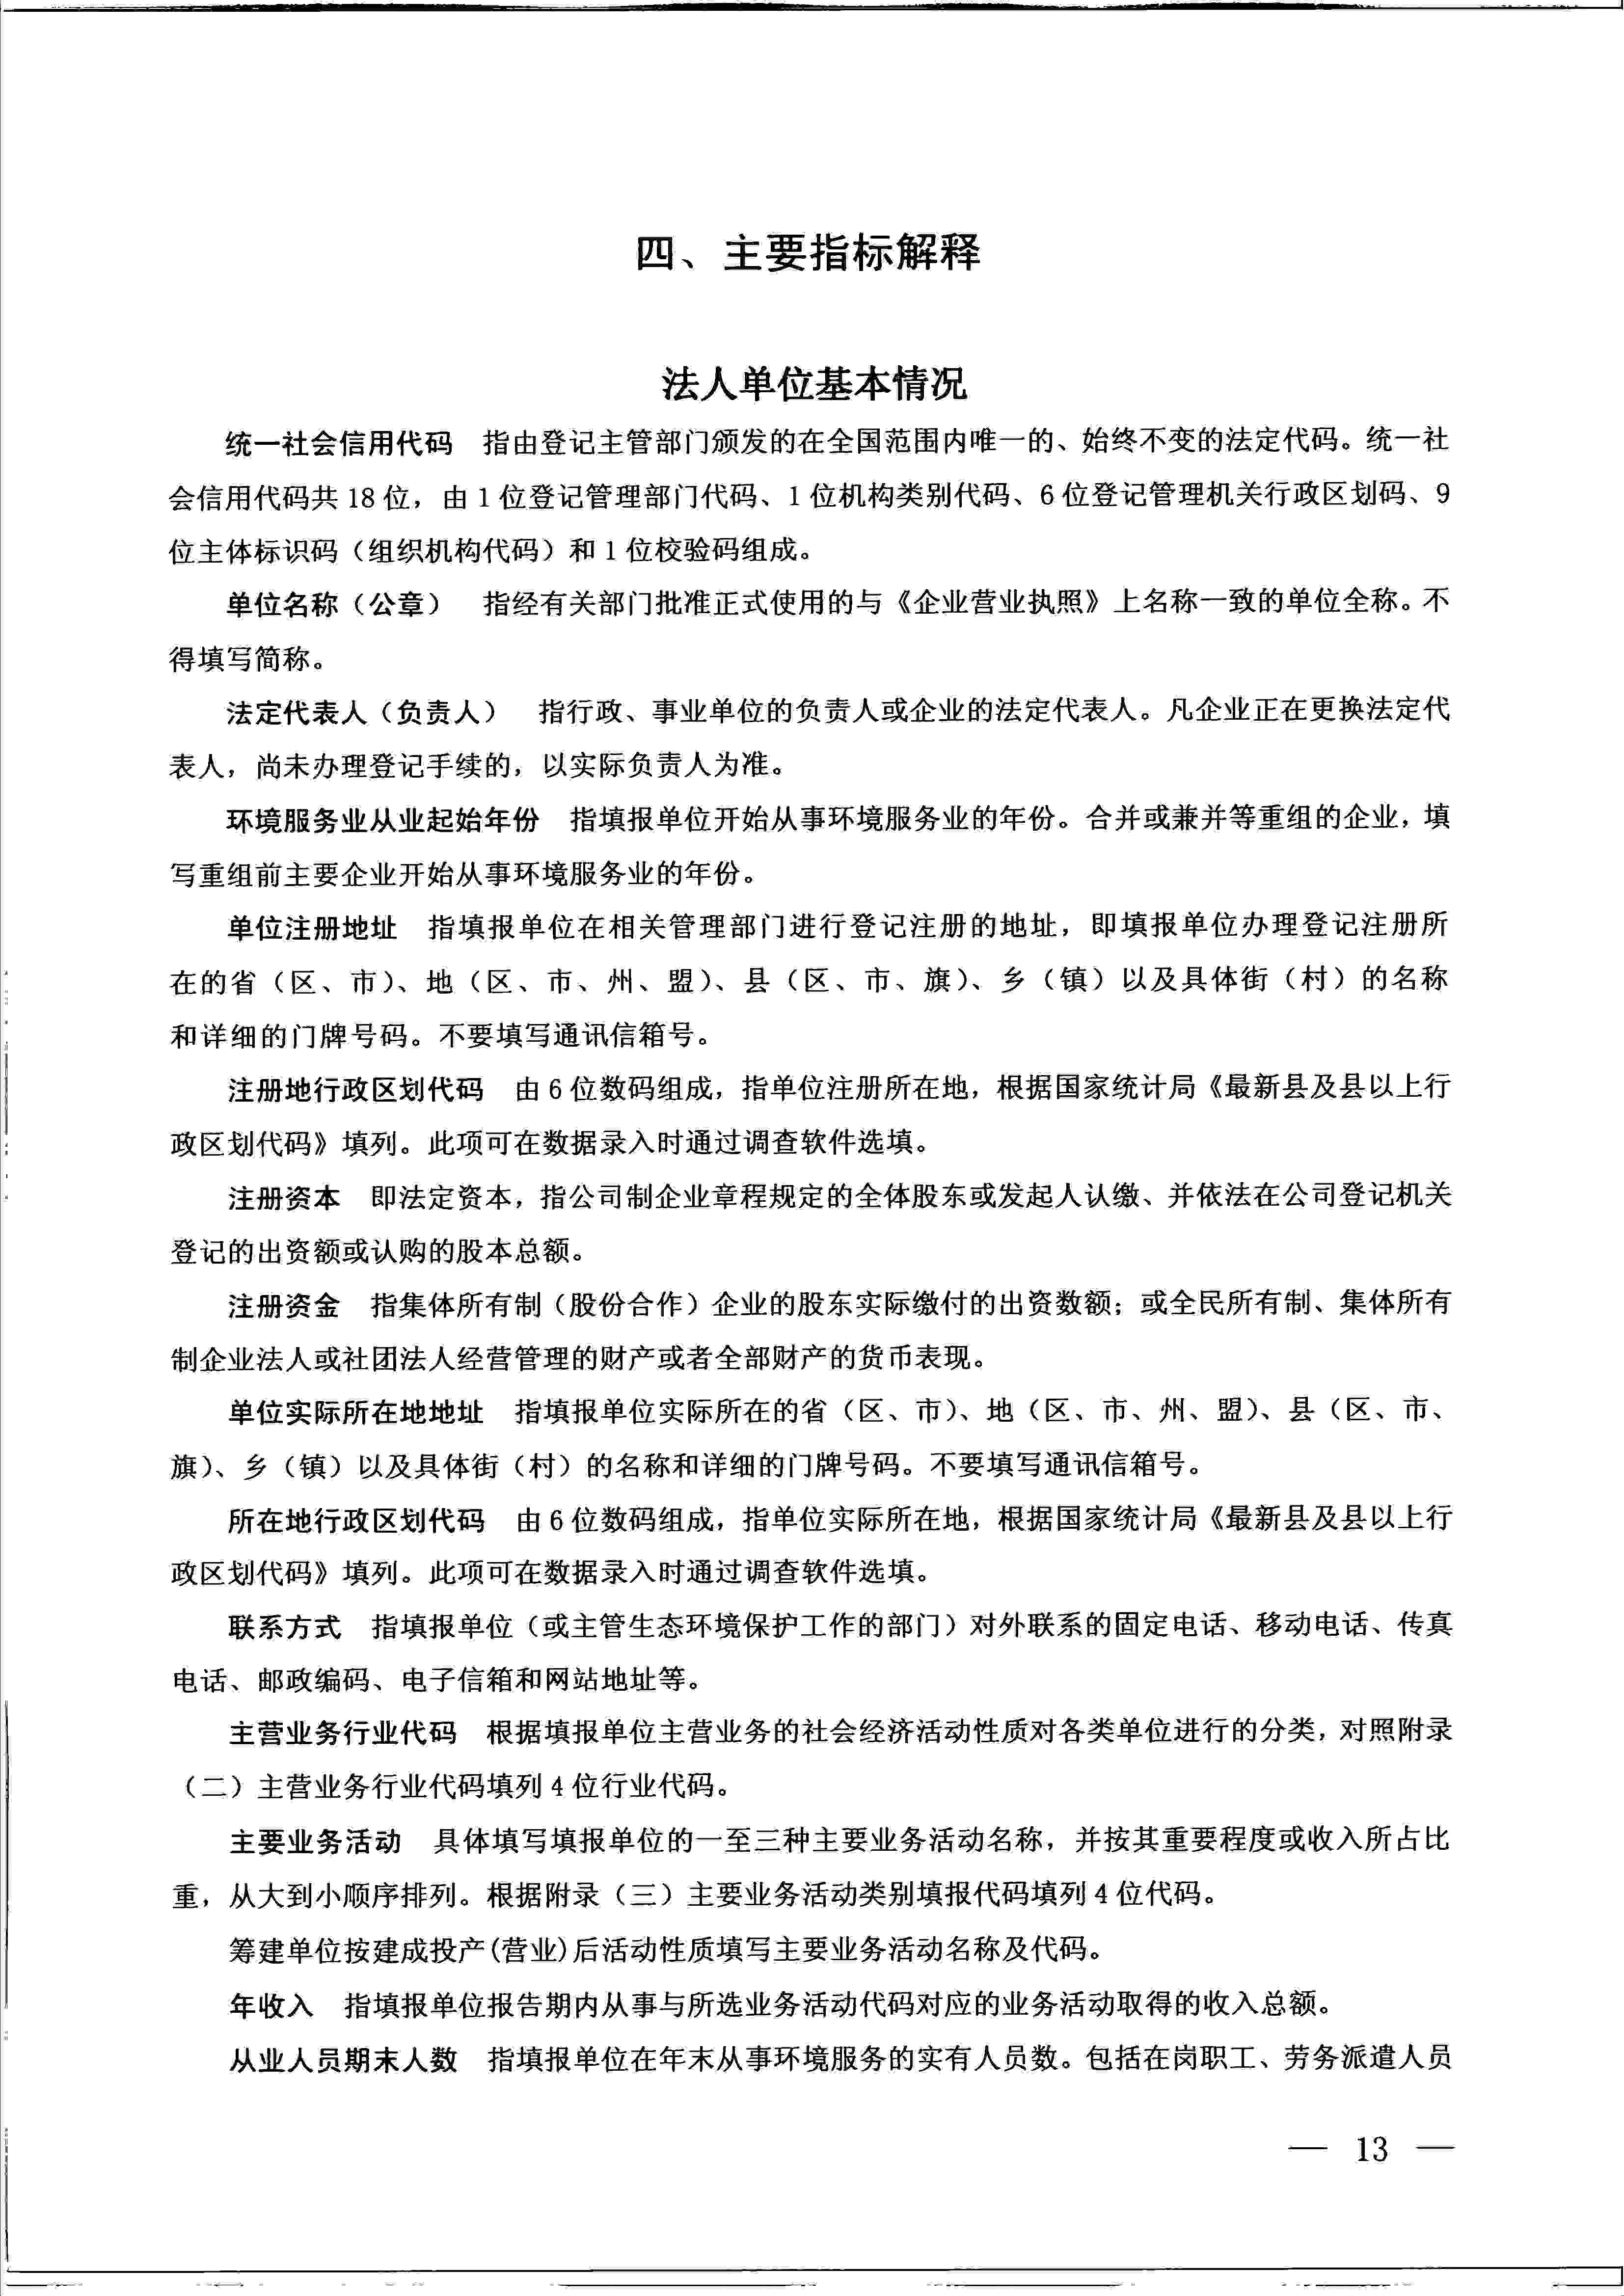 四、主要指标解释
法人单位基本情况
统一社会信用代码　指由登记主管部门颁发的在全国范围内唯一的、始终不变的法定代码。统一社
会信用代码共 18 位，由 1 位登记管理部门代码、1 位机构类别代码、6 位登记管理机关行政区划码、9
位主体标识码（组织机构代码）和 1 位校验码组成。
单位名称（公章）　指经有关部门批准正式使用的与《企业营业执照》上名称一致的单位全称。不
得填写简称。
法定代表人（负责人）　指行政、事业单位的负责人或企业的法定代表人。凡企业正在更换法定代
表人，尚未办理登记手续的，以实际负责人为准。
环境服务业从业起始年份　指填报单位开始从事环境服务业的年份。合并或兼并等重组的企业，填
写重组前主要企业开始从事环境服务业的年份。
单位注册地址　指填报单位在相关管理部门进行登记注册的地址，即填报单位办理登记注册所
在的省（区、市）、地（区、市、州、盟）、县（区、市、旗）、乡（镇）以及具体街（村）的名称
和详细的门牌号码。不要填写通讯信箱号。
注册地行政区划代码　由 6 位数码组成，指单位注册所在地，根据国家统计局《最新县及县以上行
政区划代码》填列。此项可在数据录入时通过调查软件选填。
注册资本　即法定资本，指公司制企业章程规定的全体股东或发起人认缴、并依法在公司登记机关
登记的出资额或认购的股本总额。
注册资金　指集体所有制（股份合作）企业的股东实际缴付的出资数额；或全民所有制、集体所有
制企业法人或社团法人经营管理的财产或者全部财产的货币表现。
单位实际所在地地址　指填报单位实际所在的省（区、市）、地（区、市、州、盟）、县（区、市、
旗）、乡（镇）以及具体街（村）的名称和详细的门牌号码。不要填写通讯信箱号。
所在地行政区划代码　由 6 位数码组成，指单位实际所在地，根据国家统计局《最新县及县以上行
政区划代码》填列。此项可在数据录入时通过调查软件选填。
联系方式　指填报单位（或主管生态环境保护工作的部门）对外联系的固定电话、移动电话、传真
电话、邮政编码、电子信箱和网站地址等。
主营业务行业代码　根据填报单位主营业务的社会经济活动性质对各类单位进行的分类，对照附录
（二）主营业务行业代码填列 4 位行业代码。
主要业务活动　具体填写填报单位的一至三种主要业务活动名称，并按其重要程度或收入所占比
重，从大到小顺序排列。根据附录（三）主要业务活动类别填报代码填列 4 位代码。
筹建单位按建成投产(营业)后活动性质填写主要业务活动名称及代码。
年收入　指填报单位报告期内从事与所选业务活动代码对应的业务活动取得的收入总额。
从业人员期末人数　指填报单位在年末从事环境服务的实有人员数。包括在岗职工、劳务派遣人员
— 13 —